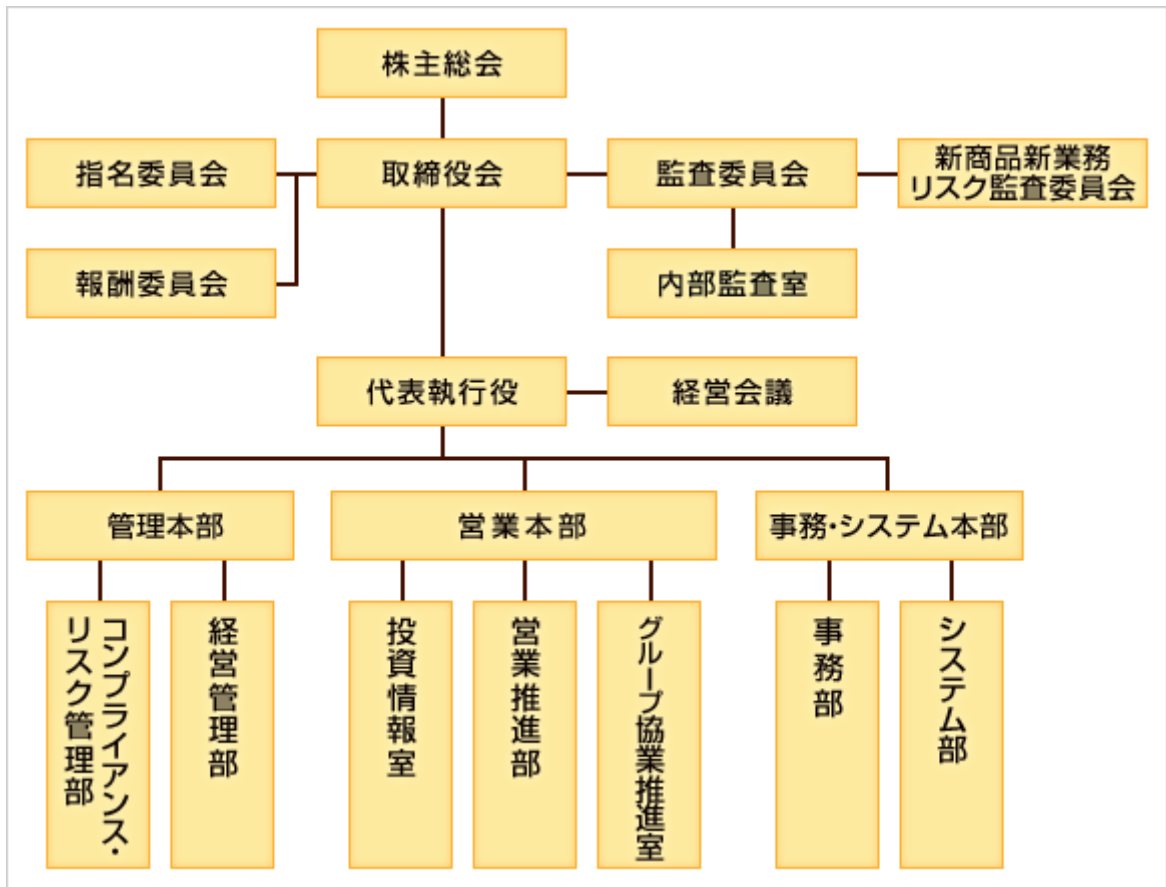 株主総会
指名委員会
取締役会
監査委員会
新商品新業務
リスク監査委員会
報酬委員会
内部監査室
代表執行役
経営会議
管理本部
営業本部
事務・システム本部
コンプライアンス・
リスク管理部
経営管理部
投資情報室
営業推進部
グループ協業推進室
事務部
システム部